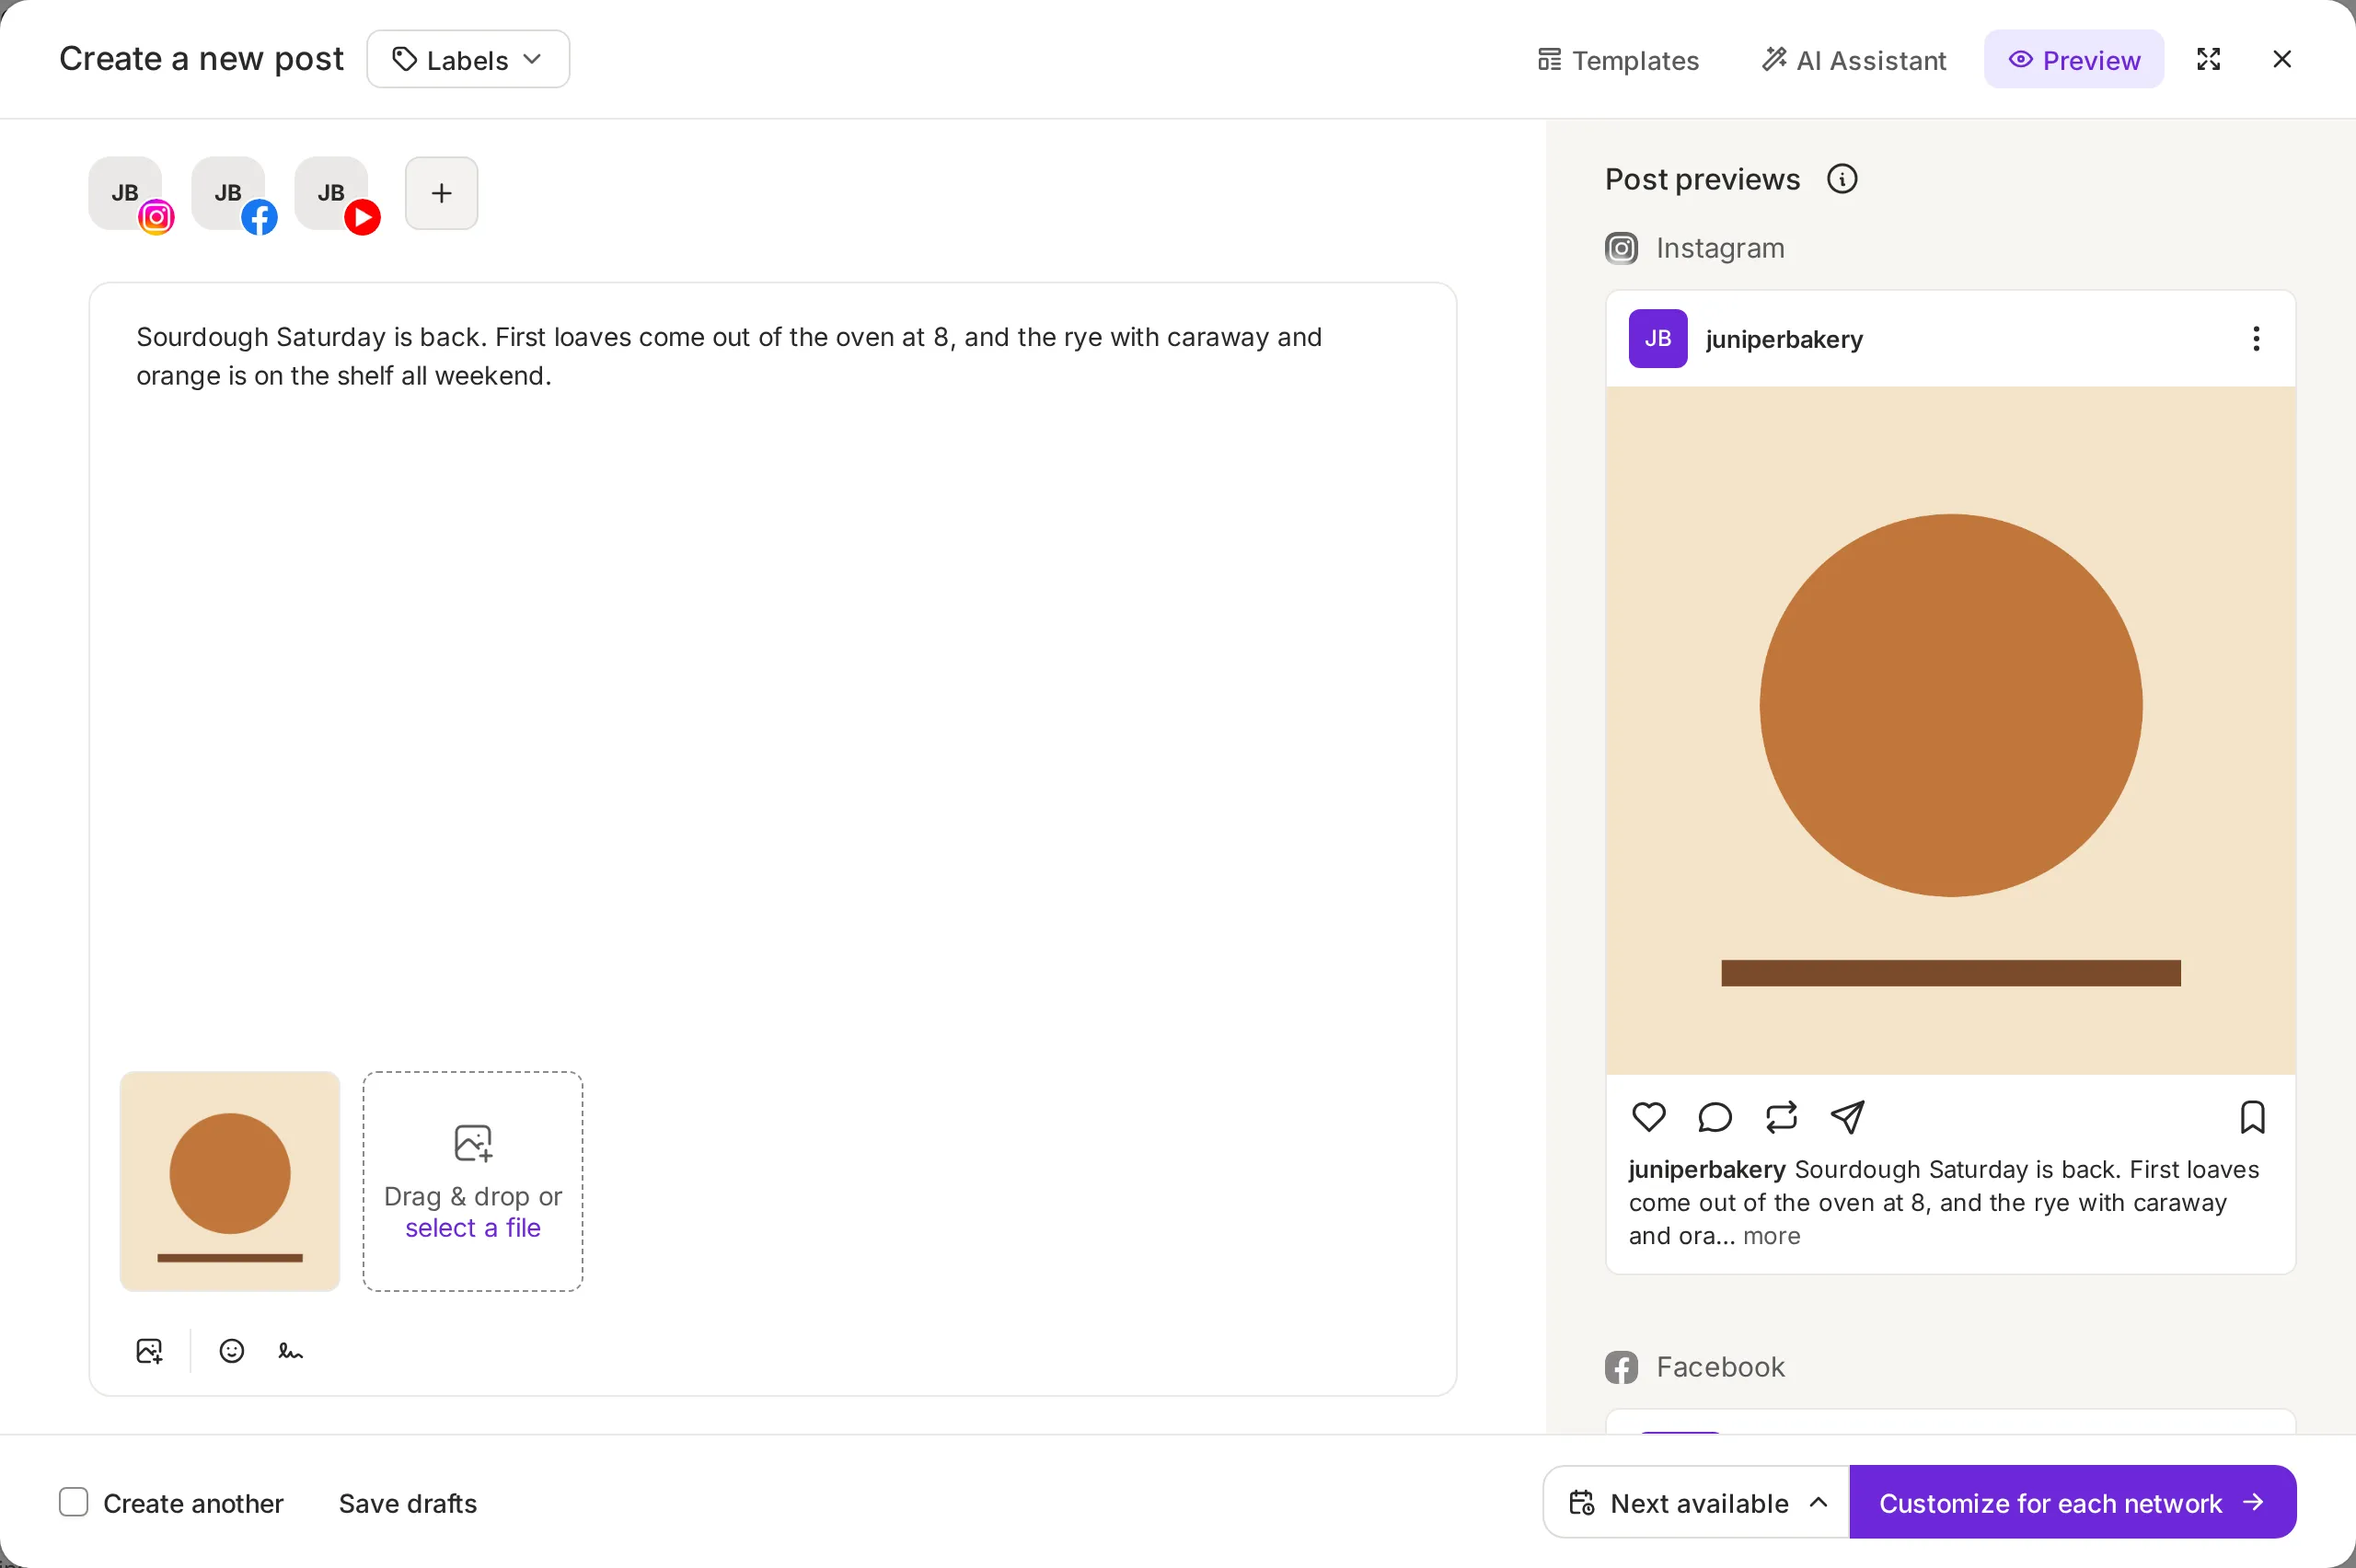 Create a new post
Labels
Templates
AI Assistant
Preview
JB
JB
JB
Sourdough Saturday is back. First loaves come out of the oven at 8, and the rye with caraway and
orange is on the shelf all weekend.
Drag & drop or
select a file
Post previews
Instagram
JB
juniperbakery
juniperbakery Sourdough Saturday is back. First loaves
come out of the oven at 8, and the rye with caraway
and ora... more
Facebook
Create another
Save drafts
Next available
Customize for each network